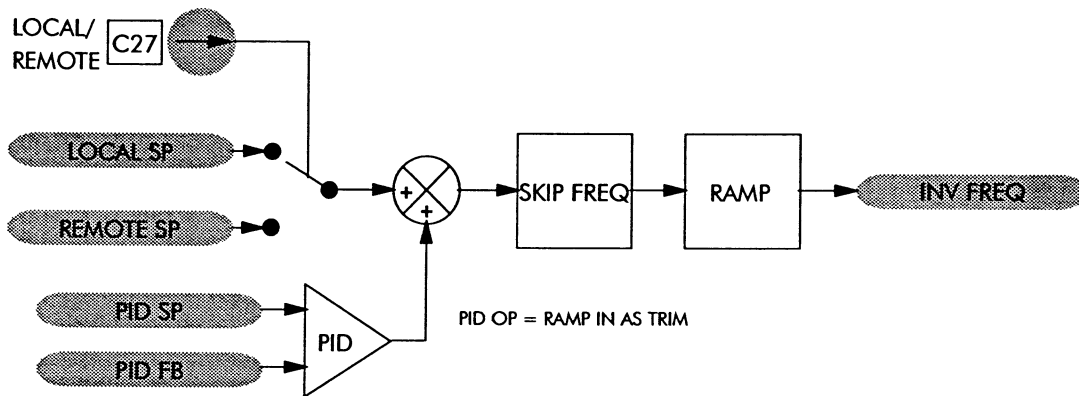 LOCAL/
REMOTE C27
LOCAL SP
REMOTE SP
+
+
SKIP FREQ
RAMP
INV FREQ
PID SP
PID FB
PID
PID OP = RAMP IN AS TRIM